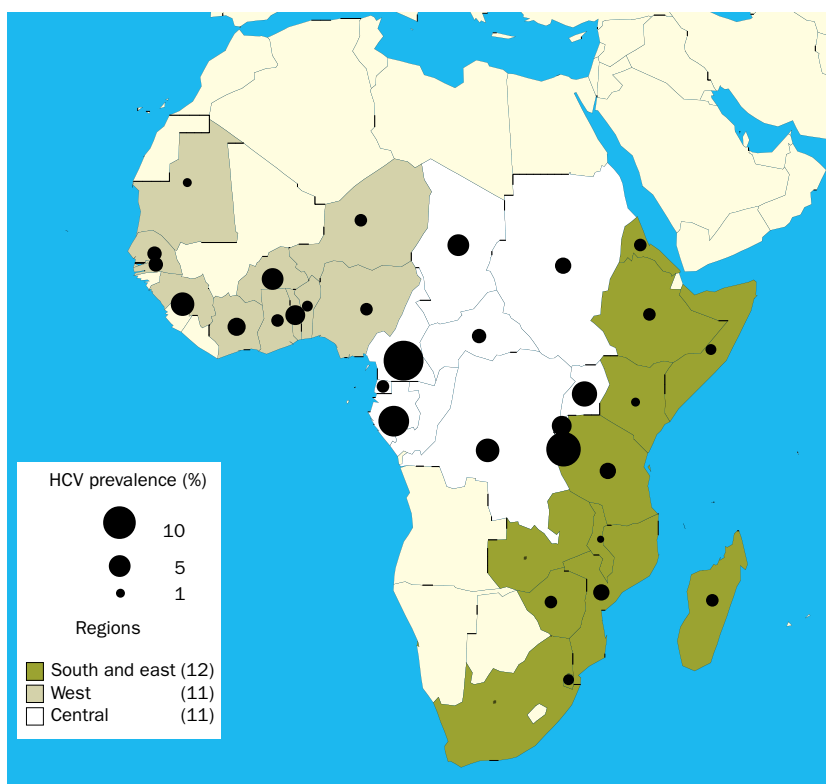 HCV prevalence (%)
10
5
1
Regions
South and east (12)
West (11)
Central (11)